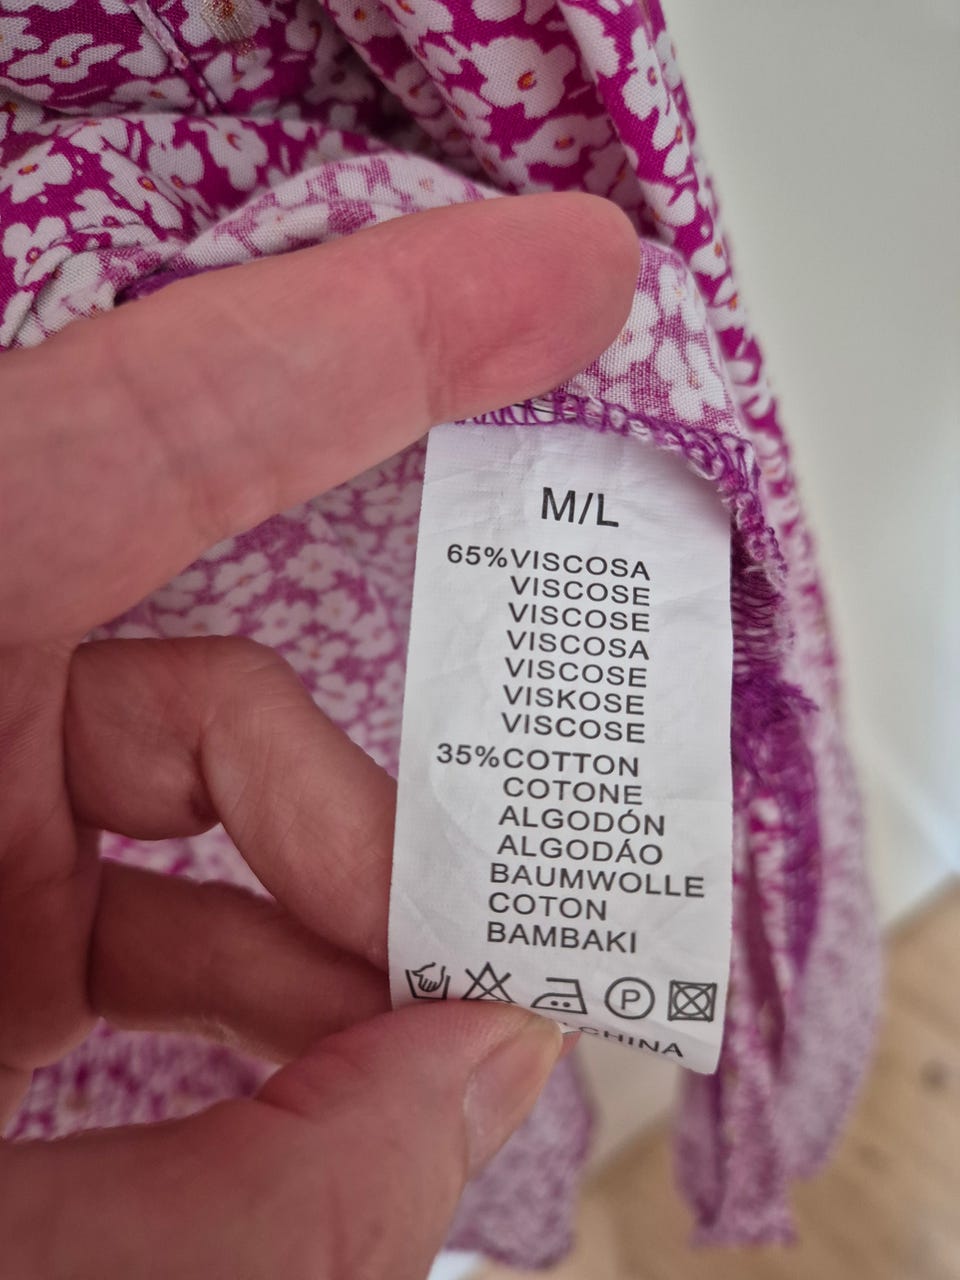 M/L
65%VISCOSA
VISCOSE
VISCOSE
VISCOSA
VISCOSE
VISKOSE
VISCOSE
35%COTTON
COTONE
ALGODÓN
ALGODÁO
BAUMWOLLE
COTON
BAMBAKI
P
CHINA